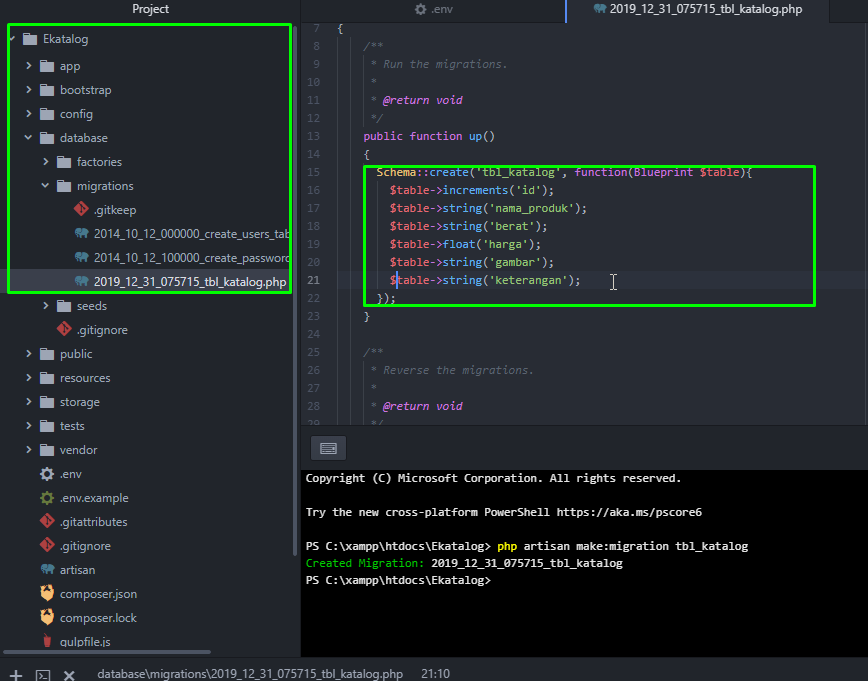 Project
.env
2019_12_31_075715_tbl_katalog.php
Ekatalog
app
bootstrap
config
database
factories
migrations
.gitkeep
2014_10_12_000000_create_users_tab
2014_10_12_100000_create_password
2019_12_31_075715_tbl_katalog.php
seeds
.gitignore
public
resources
storage
tests
vendor
.env
.env.example
.gitattributes
.gitignore
artisan
composer.json
composer.lock
gulpfile.js
7 {
8 /**
9 * Run the migrations.
10 *
11 * @return void
12 */
13 public function up()
14 {
15 Schema::create('tbl_katalog', function(Blueprint $table){
16 $table->increments('id');
17 $table->string('nama_produk');
18 $table->string('berat');
19 $table->float('harga');
20 $table->string('gambar');
21 $table->string('keterangan');
22 });
23 }
24
25 /**
26 * Reverse the migrations.
27 *
28 * @return void
29 */
Copyright (C) Microsoft Corporation. All rights reserved.
Try the new cross-platform PowerShell https://aka.ms/pscore6
PS C:\xampp\htdocs\Ekatalog> php artisan make:migration tbl_katalog
Created Migration: 2019_12_31_075715_tbl_katalog
PS C:\xampp\htdocs\Ekatalog>
database\migrations\2019_12_31_075715_tbl_katalog.php 21:10